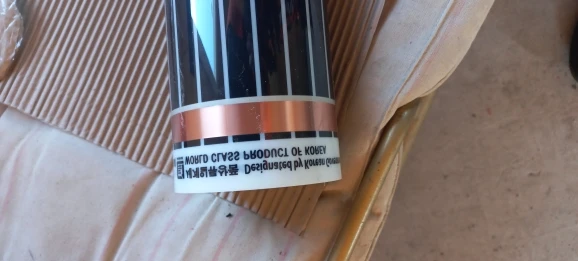 세계일류상품 Designated by Korean
WORLD CLASS PRODUCT OF KOREA